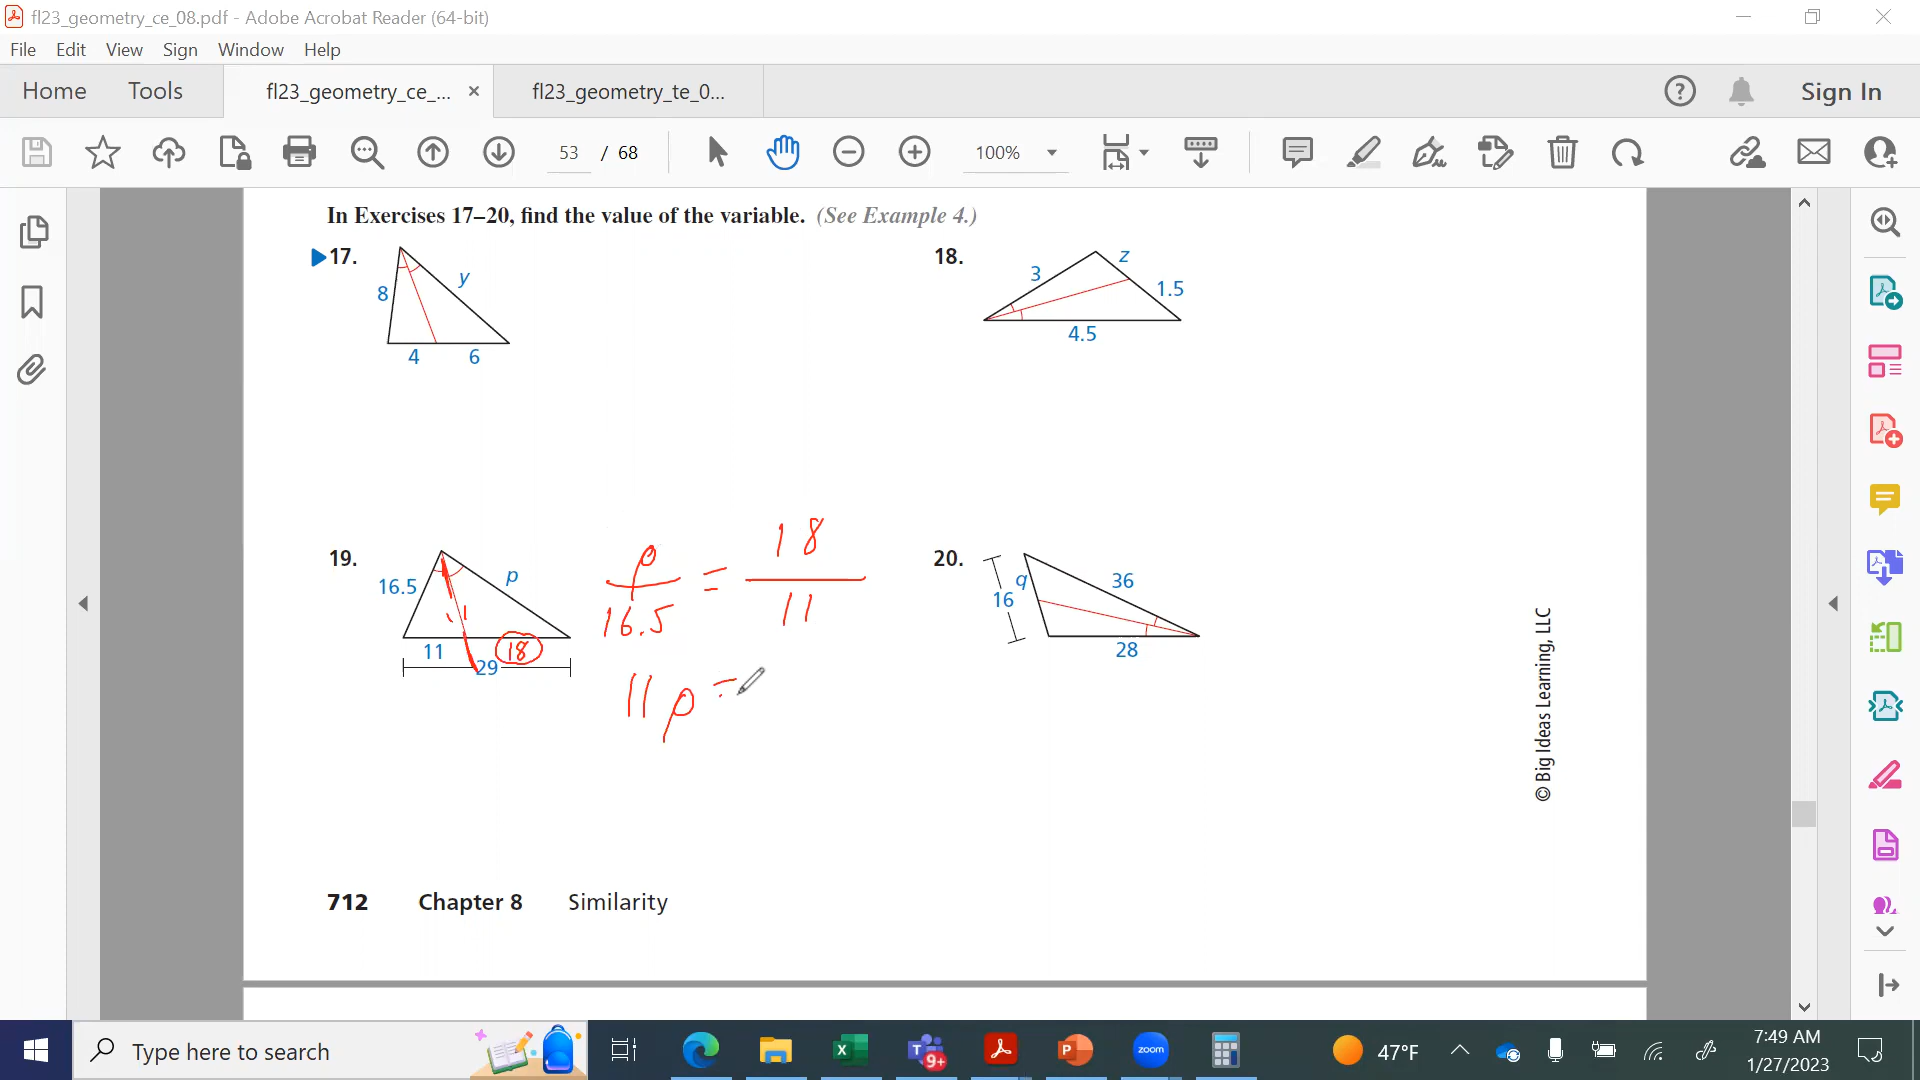 fl23_geometry_ce_08.pdf - Adobe Acrobat Reader (64-bit)
File Edit View Sign Window Help
Home Tools fl23_geometry_ce_... × fl23_geometry_te_0... Sign In
53 / 68 100%
In Exercises 17–20, find the value of the variable. (See Example 4.)
17.
8
y
4 6
18.
3
z
1.5
4.5
19.
16.5
p
11 18
29
p/16.5 = 18/11
11p =
20.
q
16
36
28
© Big Ideas Learning, LLC
712 Chapter 8 Similarity
Type here to search
9+
zoom
47°F
7:49 AM
1/27/2023